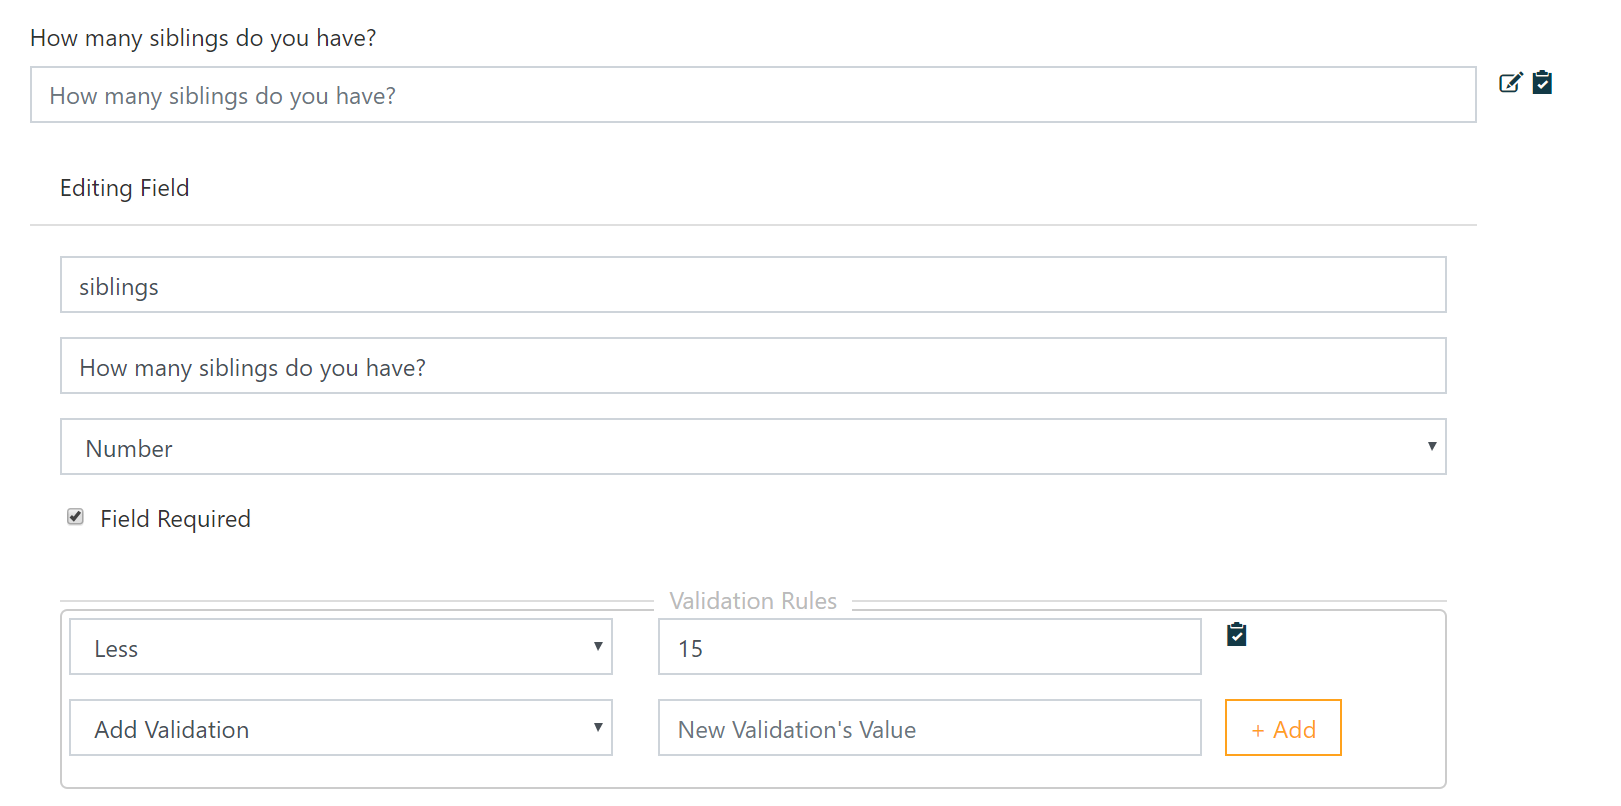 How many siblings do you have?
How many siblings do you have?
Editing Field
siblings
How many siblings do you have?
Number
Field Required
Validation Rules
Less
15
Add Validation
New Validation's Value
+ Add